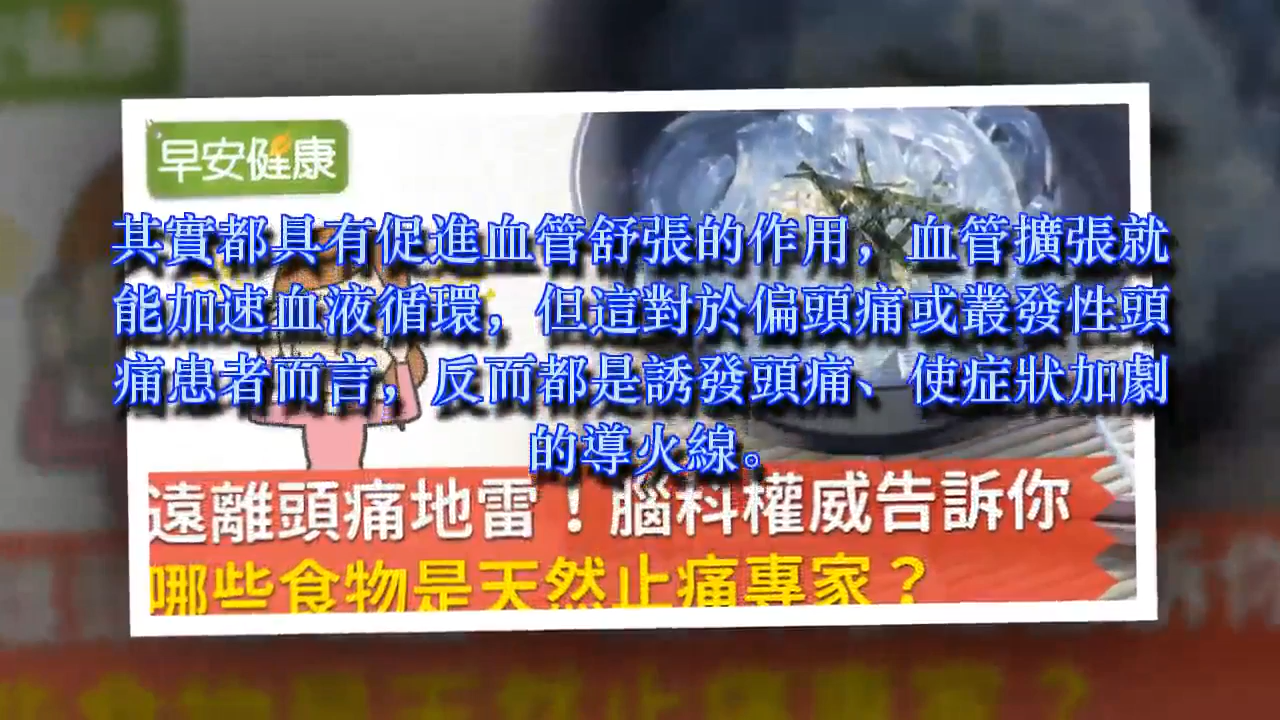 早安健康
其實都具有促進血管舒張的作用，血管擴張就
能加速血液循環，但這對於偏頭痛或叢發性頭
痛患者而言，反而都是誘發頭痛、使症狀加劇
的導火線。
遠離頭痛地雷！腦科權威告訴你
哪些食物是天然止痛專家？